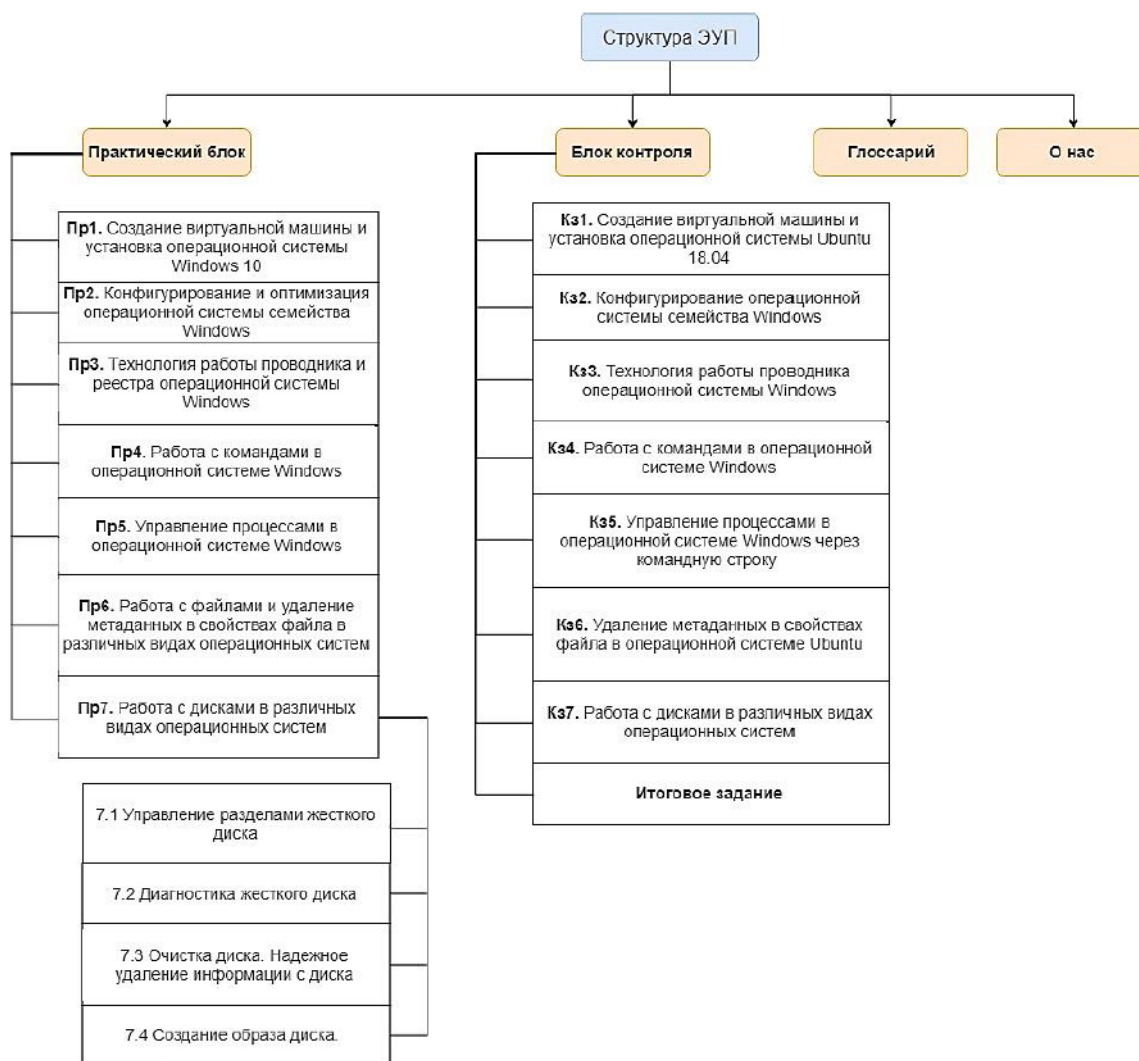 Структура ЭУП
Практический блок
Блок контроля
Глоссарий
О нас
Пр1. Создание виртуальной машины и
установка операционной системы
Windows 10
Пр2. Конфигурирование и оптимизация
операционной системы семейства
Windows
Пр3. Технология работы проводника и
реестра операционной системы
Windows
Пр4. Работа с командами в
операционной системе Windows
Пр5. Управление процессами в
операционной системе Windows
Пр6. Работа с файлами и удаление
метаданных в свойствах файла в
различных видах операционных систем
Пр7. Работа с дисками в различных
видах операционных систем
7.1 Управление разделами жесткого
диска
7.2 Диагностика жесткого диска
7.3 Очистка диска. Надежное
удаление информации с диска
7.4 Создание образа диска.
Кз1. Создание виртуальной машины и
установка операционной системы Ubuntu
18.04
Кз2. Конфигурирование операционной
системы семейства Windows
Кз3. Технология работы проводника
операционной системы Windows
Кз4. Работа с командами в операционной
системе Windows
Кз5. Управление процессами в
операционной системе Windows через
командную строку
Кз6. Удаление метаданных в свойствах
файла в операционной системе Ubuntu
Кз7. Работа с дисками в различных видах
операционных систем
Итоговое задание